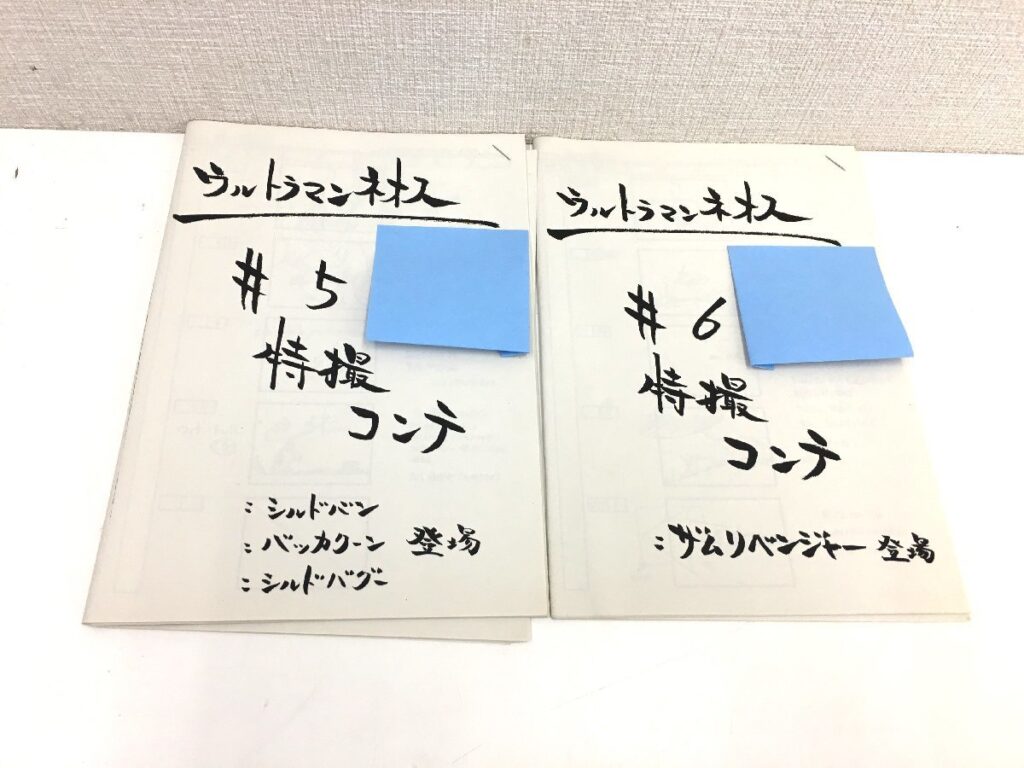 ウルトラマンネオス
# 5
特撮
コンテ
: シルドバン
: バッカクーン 登場
: シルドバグー
ウルトラマンネオス
# 6
特撮
コンテ
: ザムリベンジャー 登場